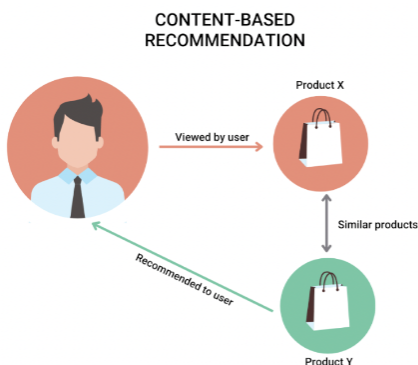 CONTENT-BASED
RECOMMENDATION
Product X
Viewed by user
Similar products
Recommended to user
Product Y